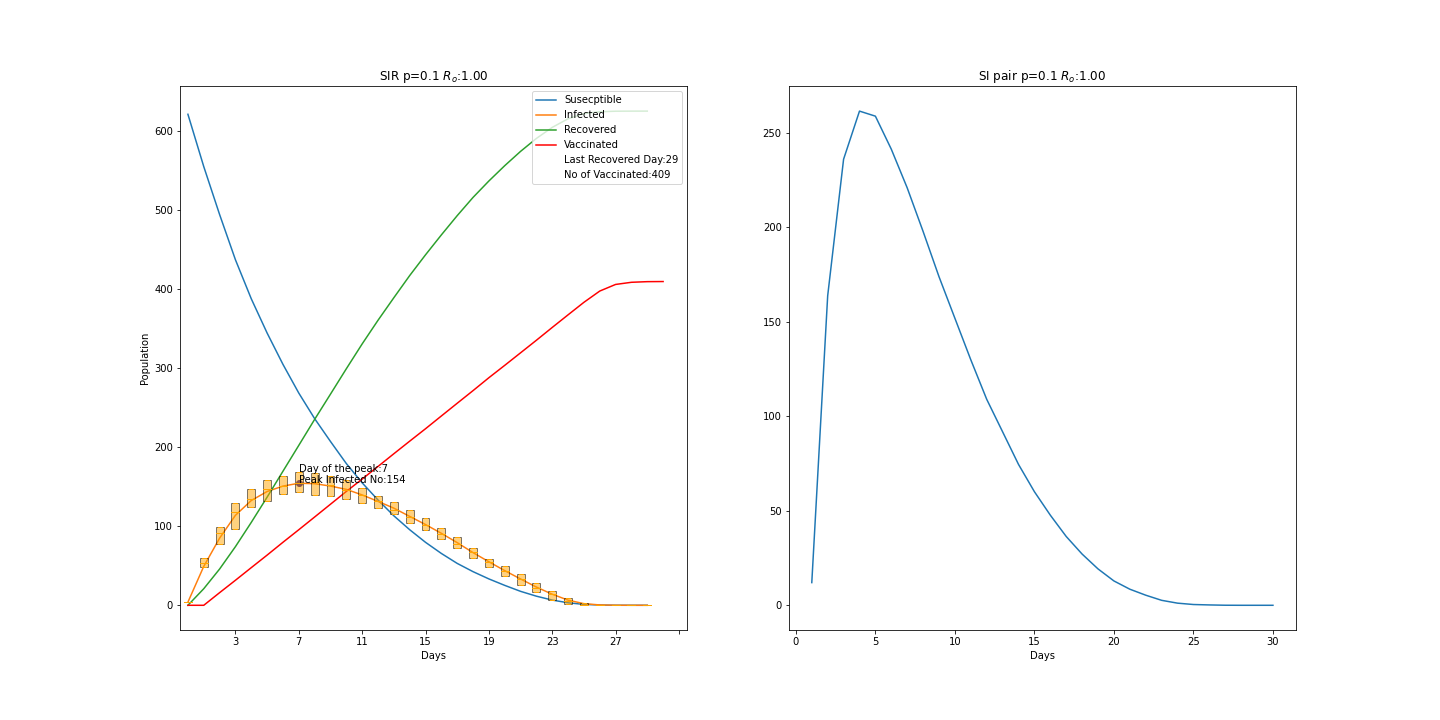 SIR p=0.1 Rₒ:1.00
Susecptible
Infected
Recovered
Vaccinated
Last Recovered Day:29
No of Vaccinated:409
600
500
400
300
200
100
0
Population
Day of the peak:7
Peak Infected No:154
3 7 11 15 19 23 27
Days
SI pair p=0.1 Rₒ:1.00
250
200
150
100
50
0
0 5 10 15 20 25 30
Days